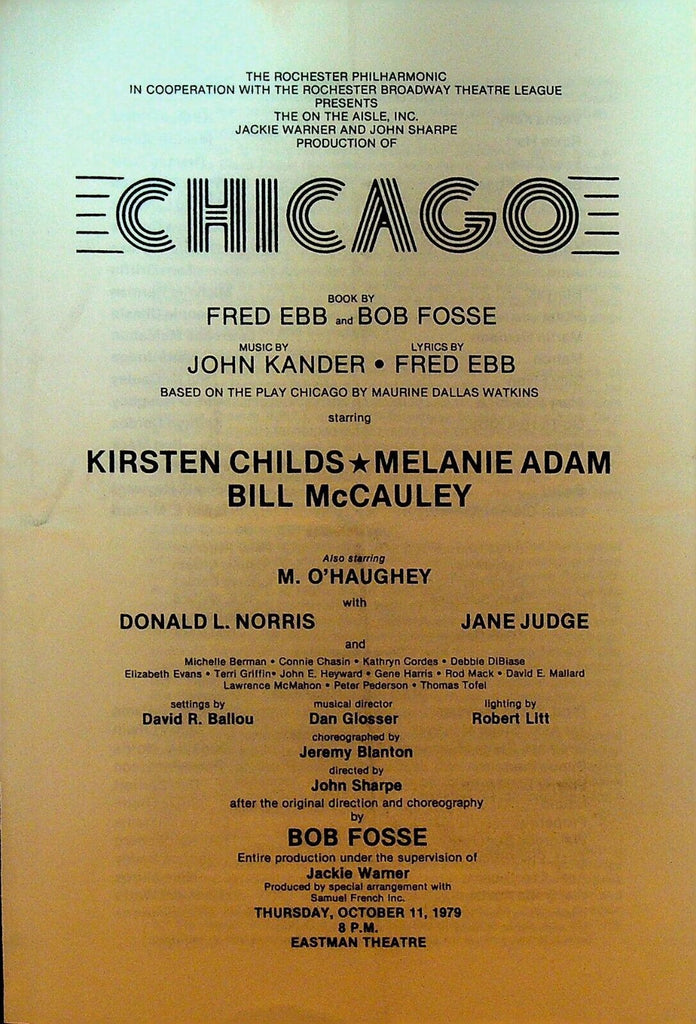 THE ROCHESTER PHILHARMONIC
IN COOPERATION WITH THE ROCHESTER BROADWAY THEATRE LEAGUE
PRESENTS
THE ON THE AISLE, INC.
JACKIE WARNER AND JOHN SHARPE
PRODUCTION OF
CHICAGO
BOOK BY
FRED EBB and BOB FOSSE
MUSIC BY LYRICS BY
JOHN KANDER • FRED EBB
BASED ON THE PLAY CHICAGO BY MAURINE DALLAS WATKINS
starring
KIRSTEN CHILDS ★ MELANIE ADAM
BILL McCAULEY
Also starring
M. O'HAUGHEY
with
DONALD L. NORRIS JANE JUDGE
and
Michelle Berman • Connie Chasin • Kathryn Cordes • Debbie DiBiase
Elizabeth Evans • Terri Griffin • John E. Heyward • Gene Harris • Rod Mack • David E. Mallard
Lawrence McMahon • Peter Pederson • Thomas Tofel
settings by musical director lighting by
David R. Ballou Dan Glosser Robert Litt
choreographed by
Jeremy Blanton
directed by
John Sharpe
after the original direction and choreography
by
BOB FOSSE
Entire production under the supervision of
Jackie Warner
Produced by special arrangement with
Samuel French Inc.
THURSDAY, OCTOBER 11, 1979
8 P.M.
EASTMAN THEATRE